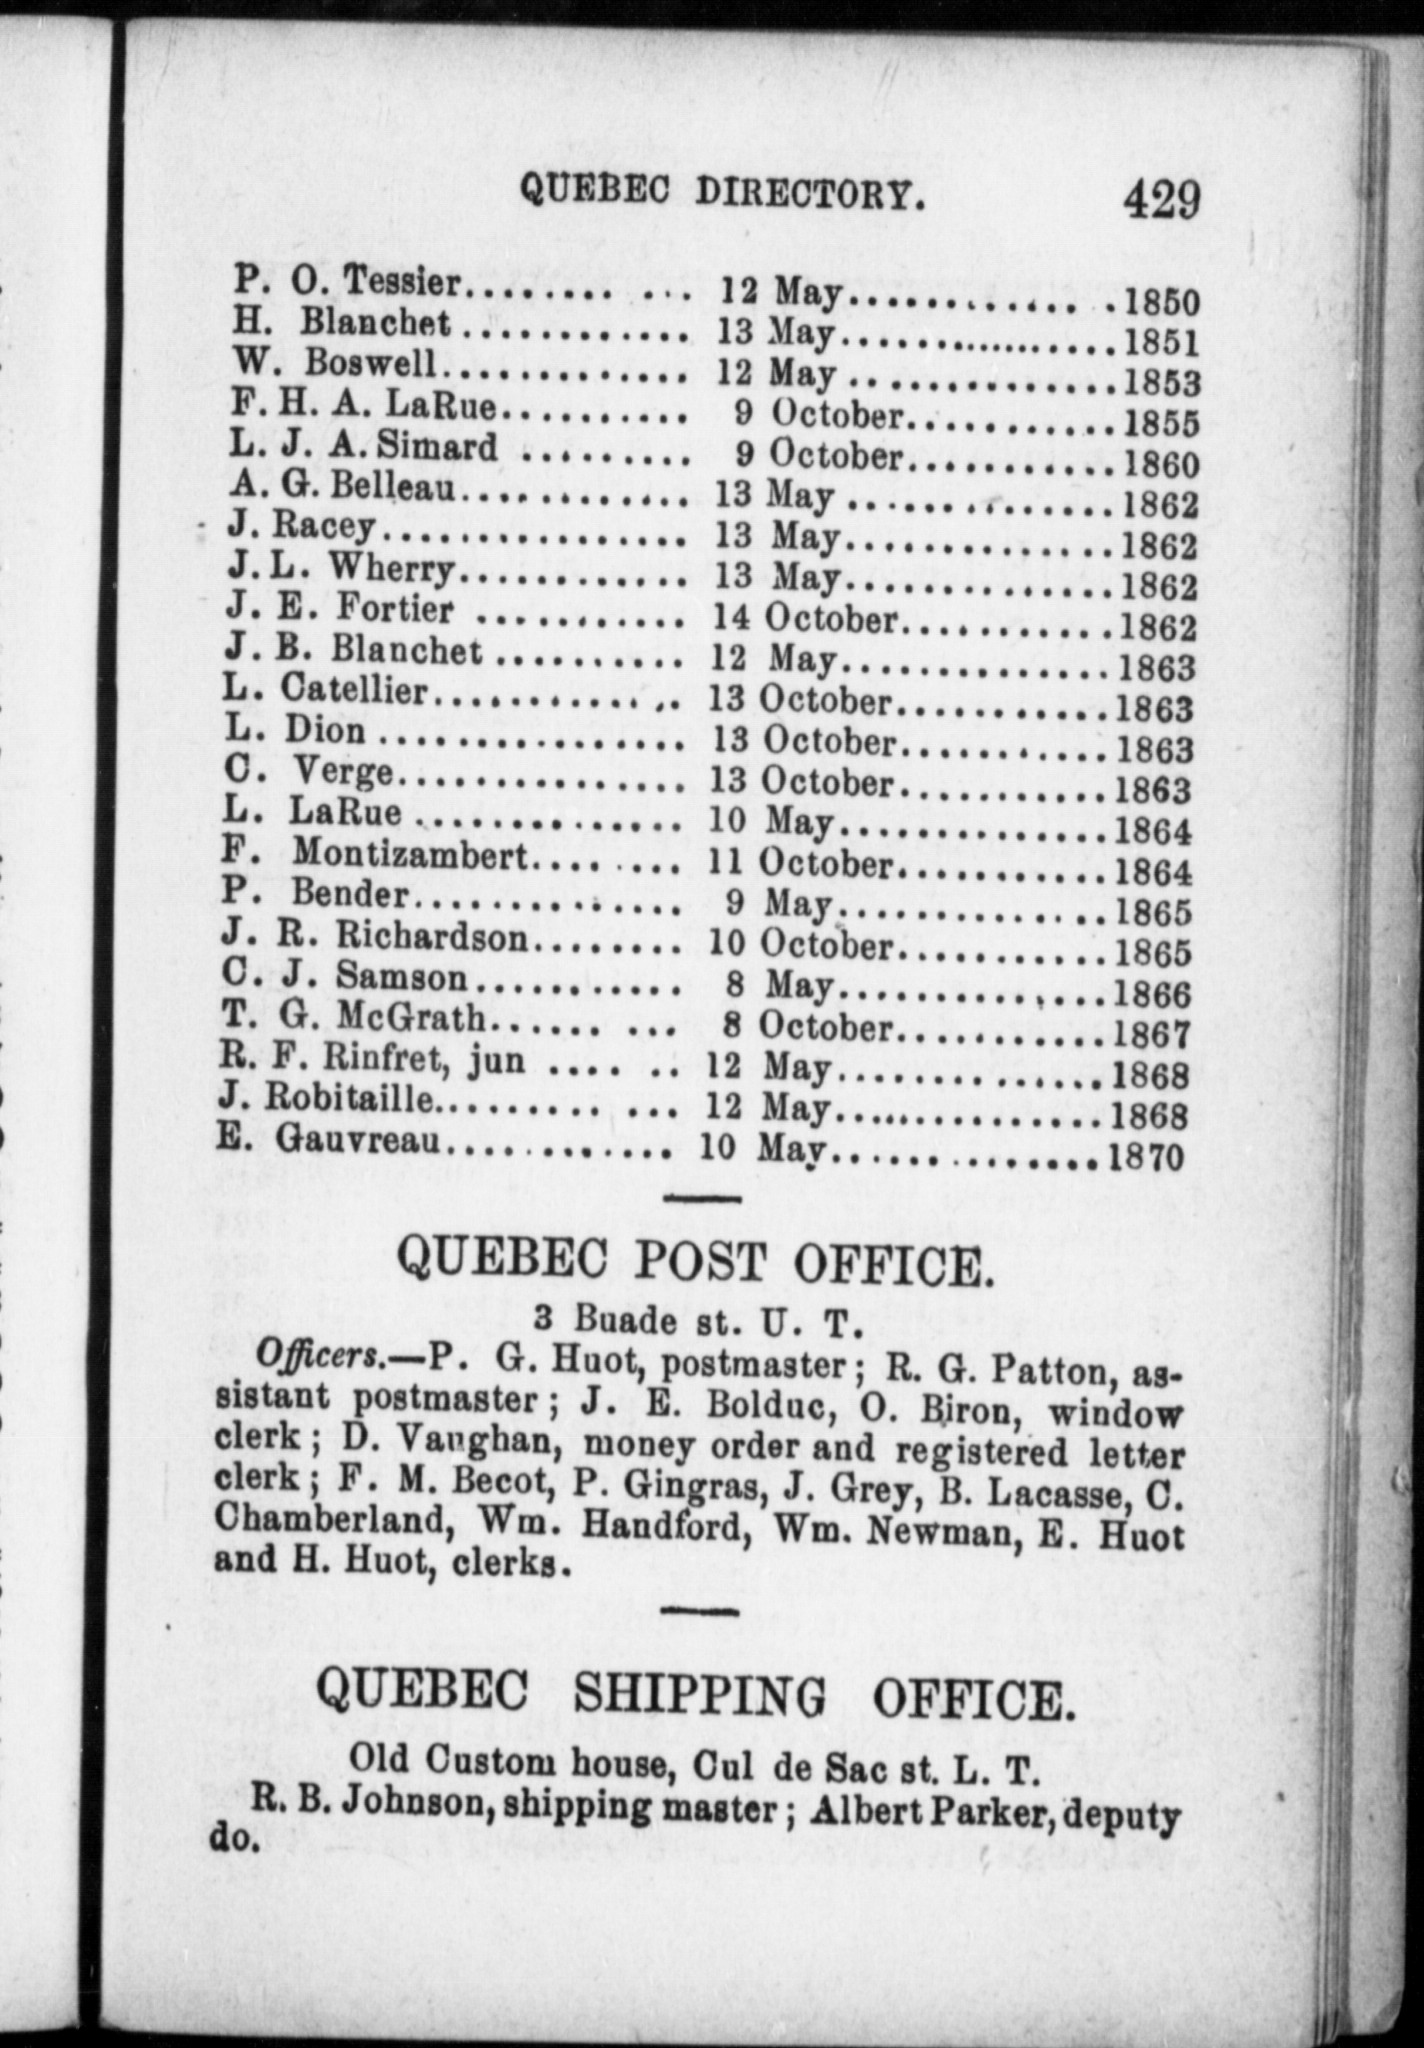 QUEBEC DIRECTORY. 429
P. O. Tessier......... ... 12 May............. .1850
H. Blanchet ............ 13 May..............1851
W. Boswell............. 12 May ..............1853
F. H. A. LaRue.......... 9 October...........1855
L. J. A. Simard ......... 9 October...........1860
A. G. Belleau............ 13 May ..............1862
J. Racey................ 13 May..............1862
J. L. Wherry............ 13 May..............1862
J. E. Fortier ........... 14 October...........1862
J. B. Blanchet .......... 12 May..............1863
L. Catellier............. 13 October...........1863
L. Dion ................ 13 October...........1863
C. Verge............... 13 October...........1863
L. LaRue .............. 10 May..............1864
F. Montizambert........ 11 October...........1864
P. Bender.............. 9 May..............1865
J. R. Richardson........ 10 October...........1865
C. J. Samson........... 8 May..............1866
T. G. McGrath...... ... 8 October...........1867
R. F. Rinfret, jun .... .. 12 May..............1868
J. Robitaille......... ... 12 May..............1868
E. Gauvreau............ 10 May..............1870
QUEBEC POST OFFICE.
3 Buade st. U. T.
Officers.—P. G. Huot, postmaster; R. G. Patton, as-
sistant postmaster; J. E. Bolduc, O. Biron, window
clerk; D. Vaughan, money order and registered letter
clerk; F. M. Becot, P. Gingras, J. Grey, B. Lacasse, C.
Chamberland, Wm. Handford, Wm. Newman, E. Huot
and H. Huot, clerks.
QUEBEC SHIPPING OFFICE.
Old Custom house, Cul de Sac st. L. T.
R. B. Johnson, shipping master; Albert Parker, deputy
do.